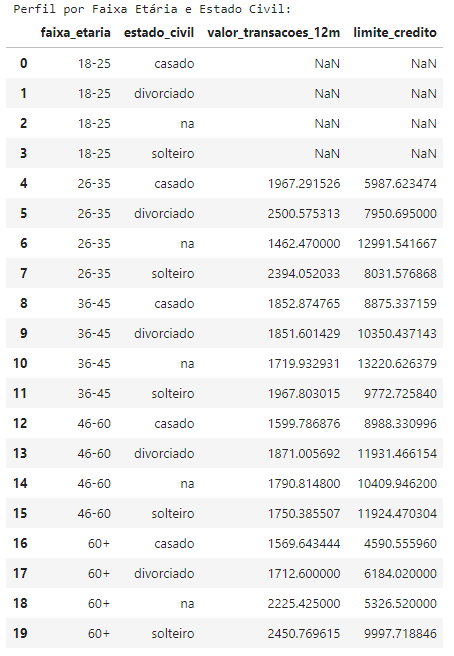 Perfil por Faixa Etária e Estado Civil:
faixa_etaria estado_civil valor_transacoes_12m limite_credito
0 18-25 casado NaN NaN
1 18-25 divorciado NaN NaN
2 18-25 na NaN NaN
3 18-25 solteiro NaN NaN
4 26-35 casado 1967.291526 5987.623474
5 26-35 divorciado 2500.575313 7950.695000
6 26-35 na 1462.470000 12991.541667
7 26-35 solteiro 2394.052033 8031.576868
8 36-45 casado 1852.874765 8875.337159
9 36-45 divorciado 1851.601429 10350.437143
10 36-45 na 1719.932931 13220.626379
11 36-45 solteiro 1967.803015 9772.725840
12 46-60 casado 1599.786876 8988.330996
13 46-60 divorciado 1871.005692 11931.466154
14 46-60 na 1790.814800 10409.946200
15 46-60 solteiro 1750.385507 11924.470304
16 60+ casado 1569.643444 4590.555960
17 60+ divorciado 1712.600000 6184.020000
18 60+ na 2225.425000 5326.520000
19 60+ solteiro 2450.769615 9997.718846